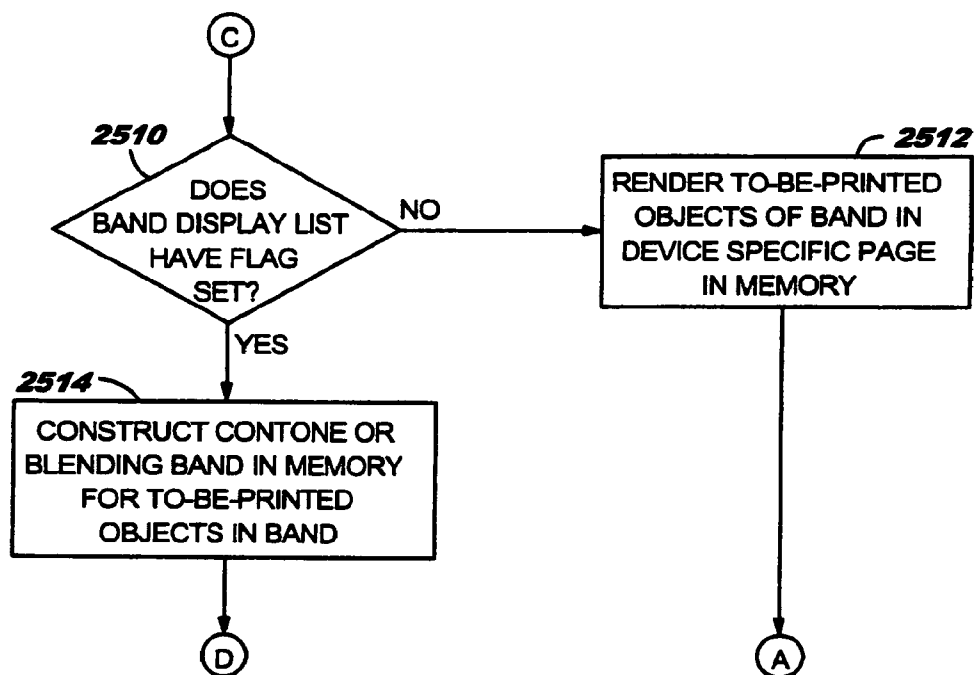 C
2510
DOES
BAND DISPLAY LIST
HAVE FLAG
SET?
NO
2512
RENDER TO-BE-PRINTED
OBJECTS OF BAND IN
DEVICE SPECIFIC PAGE
IN MEMORY
YES
2514
CONSTRUCT CONTONE OR
BLENDING BAND IN MEMORY
FOR TO-BE-PRINTED
OBJECTS IN BAND
D
A